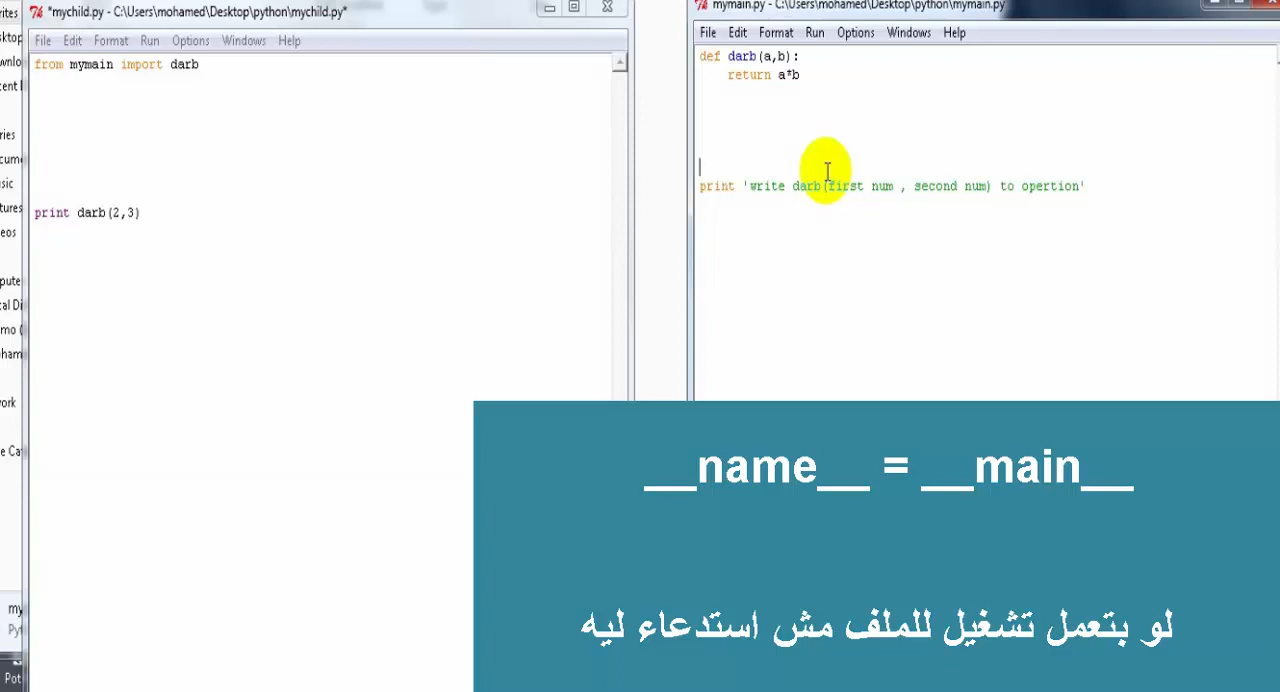 *mychild.py - C:\Users\mohamed\Desktop\python\mychild.py*
File Edit Format Run Options Windows Help
from mymain import darb
print darb(2,3)
mymain.py - C:\Users\mohamed\Desktop\python\mymain.py
File Edit Format Run Options Windows Help
def darb(a,b):
return a*b
print 'write darb(first num , second num) to opertion'
__name__ = __main__
لو بتعمل تشغيل للملف مش استدعاء ليه